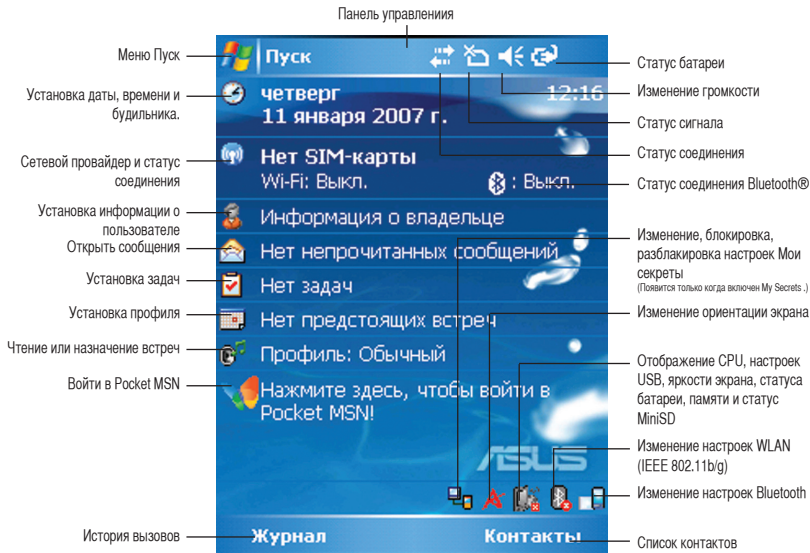 Панель управлениия
Меню Пуск
Установка даты, времени и
будильника.
Сетевой провайдер и статус
соединения
Установка информации о
пользователе
Открыть сообщения
Установка задач
Установка профиля
Чтение или назначение встреч
Войти в Pocket MSN
История вызовов
Пуск
четверг 12:16
11 января 2007 г.
Нет SIM-карты
Wi-Fi: Выкл. : Выкл.
Информация о владельце
Нет непрочитанных сообщений
Нет задач
Нет предстоящих встреч
Профиль: Обычный
Нажмите здесь, чтобы войти в
Pocket MSN!
ASUS
Журнал Контакты
Статус батареи
Изменение громкости
Статус сигнала
Статус соединения
Статус соединения Bluetooth®
Изменение, блокировка,
разблакировка настроек Мои
секреты
(Появится только когда включен My Secrets .)
Изменение ориентации экрана
Отображение CPU, настроек
USB, яркости экрана, статуса
батареи, памяти и статус
MiniSD
Изменение настроек WLAN
(IEEE 802.11b/g)
Изменение настроек Bluetooth
Список контактов